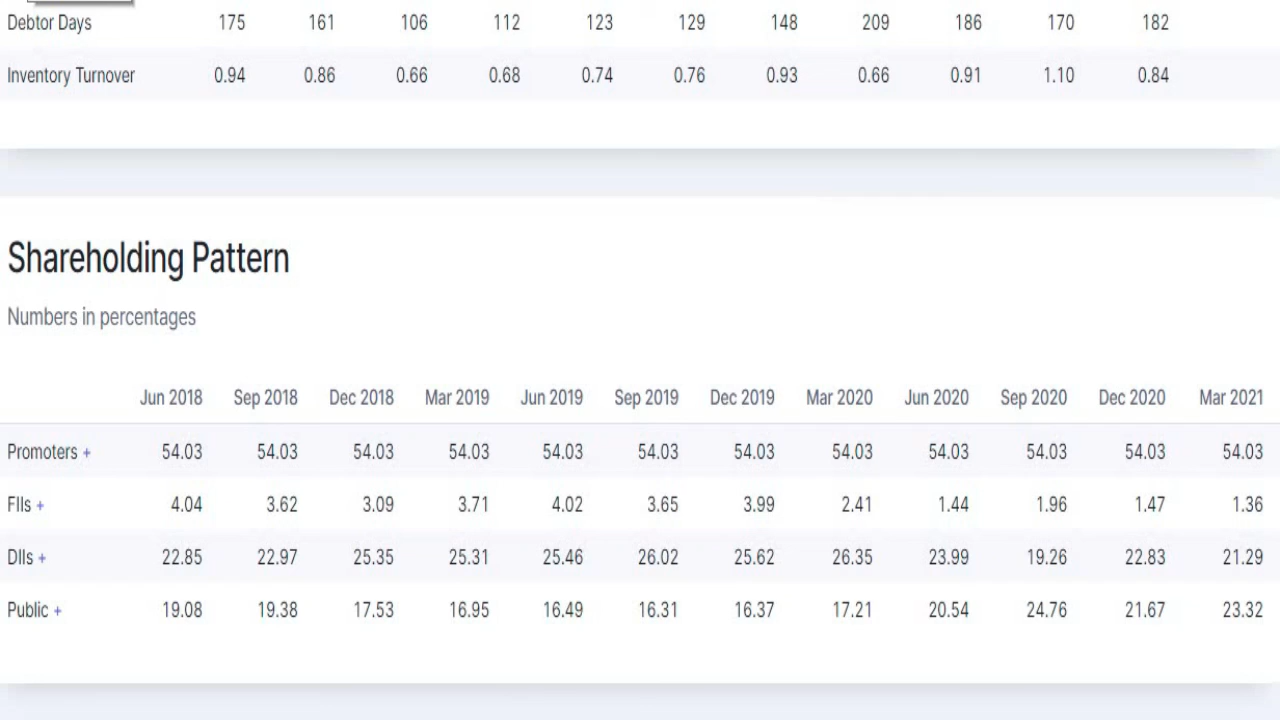 Debtor Days 175 161 106 112 123 129 148 209 186 170 182
Inventory Turnover 0.94 0.86 0.66 0.68 0.74 0.76 0.93 0.66 0.91 1.10 0.84
Shareholding Pattern
Numbers in percentages
Jun 2018 Sep 2018 Dec 2018 Mar 2019 Jun 2019 Sep 2019 Dec 2019 Mar 2020 Jun 2020 Sep 2020 Dec 2020 Mar 2021
Promoters + 54.03 54.03 54.03 54.03 54.03 54.03 54.03 54.03 54.03 54.03 54.03 54.03
FIIs + 4.04 3.62 3.09 3.71 4.02 3.65 3.99 2.41 1.44 1.96 1.47 1.36
DIIs + 22.85 22.97 25.35 25.31 25.46 26.02 25.62 26.35 23.99 19.26 22.83 21.29
Public + 19.08 19.38 17.53 16.95 16.49 16.31 16.37 17.21 20.54 24.76 21.67 23.32